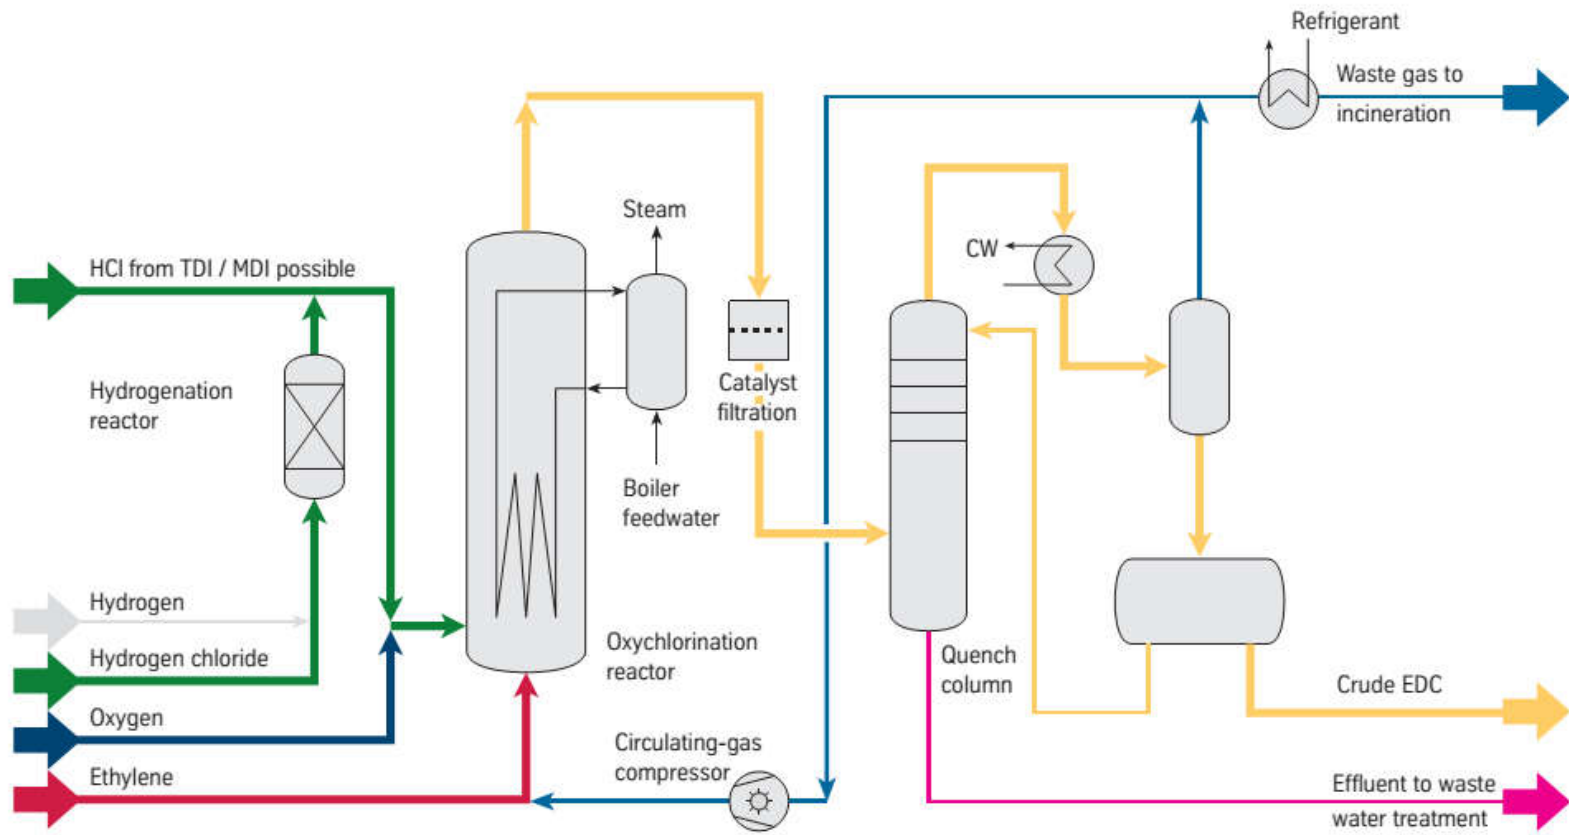 Refrigerant
Waste gas to
incineration
Steam
CW
HCl from TDI / MDI possible
Hydrogenation
reactor
Catalyst
filtration
Boiler
feedwater
Hydrogen
Hydrogen chloride
Oxychlorination
reactor
Quench
column
Crude EDC
Oxygen
Circulating-gas
compressor
Ethylene
Effluent to waste
water treatment